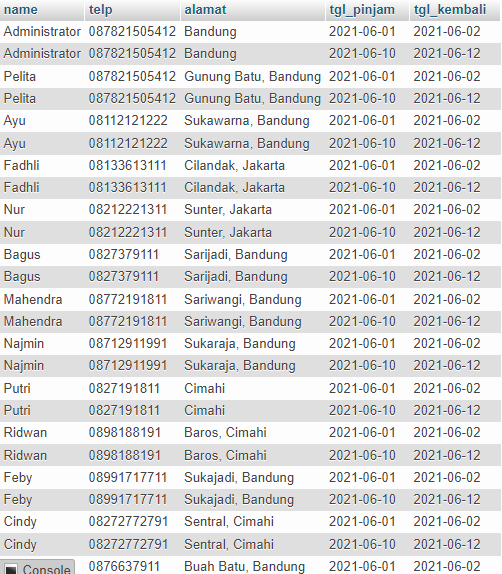 name telp alamat tgl_pinjam tgl_kembali
Administrator 087821505412 Bandung 2021-06-01 2021-06-02
Administrator 087821505412 Bandung 2021-06-10 2021-06-12
Pelita 087821505412 Gunung Batu, Bandung 2021-06-01 2021-06-02
Pelita 087821505412 Gunung Batu, Bandung 2021-06-10 2021-06-12
Ayu 08112121222 Sukawarna, Bandung 2021-06-01 2021-06-02
Ayu 08112121222 Sukawarna, Bandung 2021-06-10 2021-06-12
Fadhli 08133613111 Cilandak, Jakarta 2021-06-01 2021-06-02
Fadhli 08133613111 Cilandak, Jakarta 2021-06-10 2021-06-12
Nur 08212221311 Sunter, Jakarta 2021-06-01 2021-06-02
Nur 08212221311 Sunter, Jakarta 2021-06-10 2021-06-12
Bagus 0827379111 Sarijadi, Bandung 2021-06-01 2021-06-02
Bagus 0827379111 Sarijadi, Bandung 2021-06-10 2021-06-12
Mahendra 08772191811 Sariwangi, Bandung 2021-06-01 2021-06-02
Mahendra 08772191811 Sariwangi, Bandung 2021-06-10 2021-06-12
Najmin 08712911991 Sukaraja, Bandung 2021-06-01 2021-06-02
Najmin 08712911991 Sukaraja, Bandung 2021-06-10 2021-06-12
Putri 0827191811 Cimahi 2021-06-01 2021-06-02
Putri 0827191811 Cimahi 2021-06-10 2021-06-12
Ridwan 0898188191 Baros, Cimahi 2021-06-01 2021-06-02
Ridwan 0898188191 Baros, Cimahi 2021-06-10 2021-06-12
Feby 08991717711 Sukajadi, Bandung 2021-06-01 2021-06-02
Feby 08991717711 Sukajadi, Bandung 2021-06-10 2021-06-12
Cindy 08272772791 Sentral, Cimahi 2021-06-01 2021-06-02
Cindy 08272772791 Sentral, Cimahi 2021-06-10 2021-06-12
Console 0876637911 Buah Batu, Bandung 2021-06-01 2021-06-02